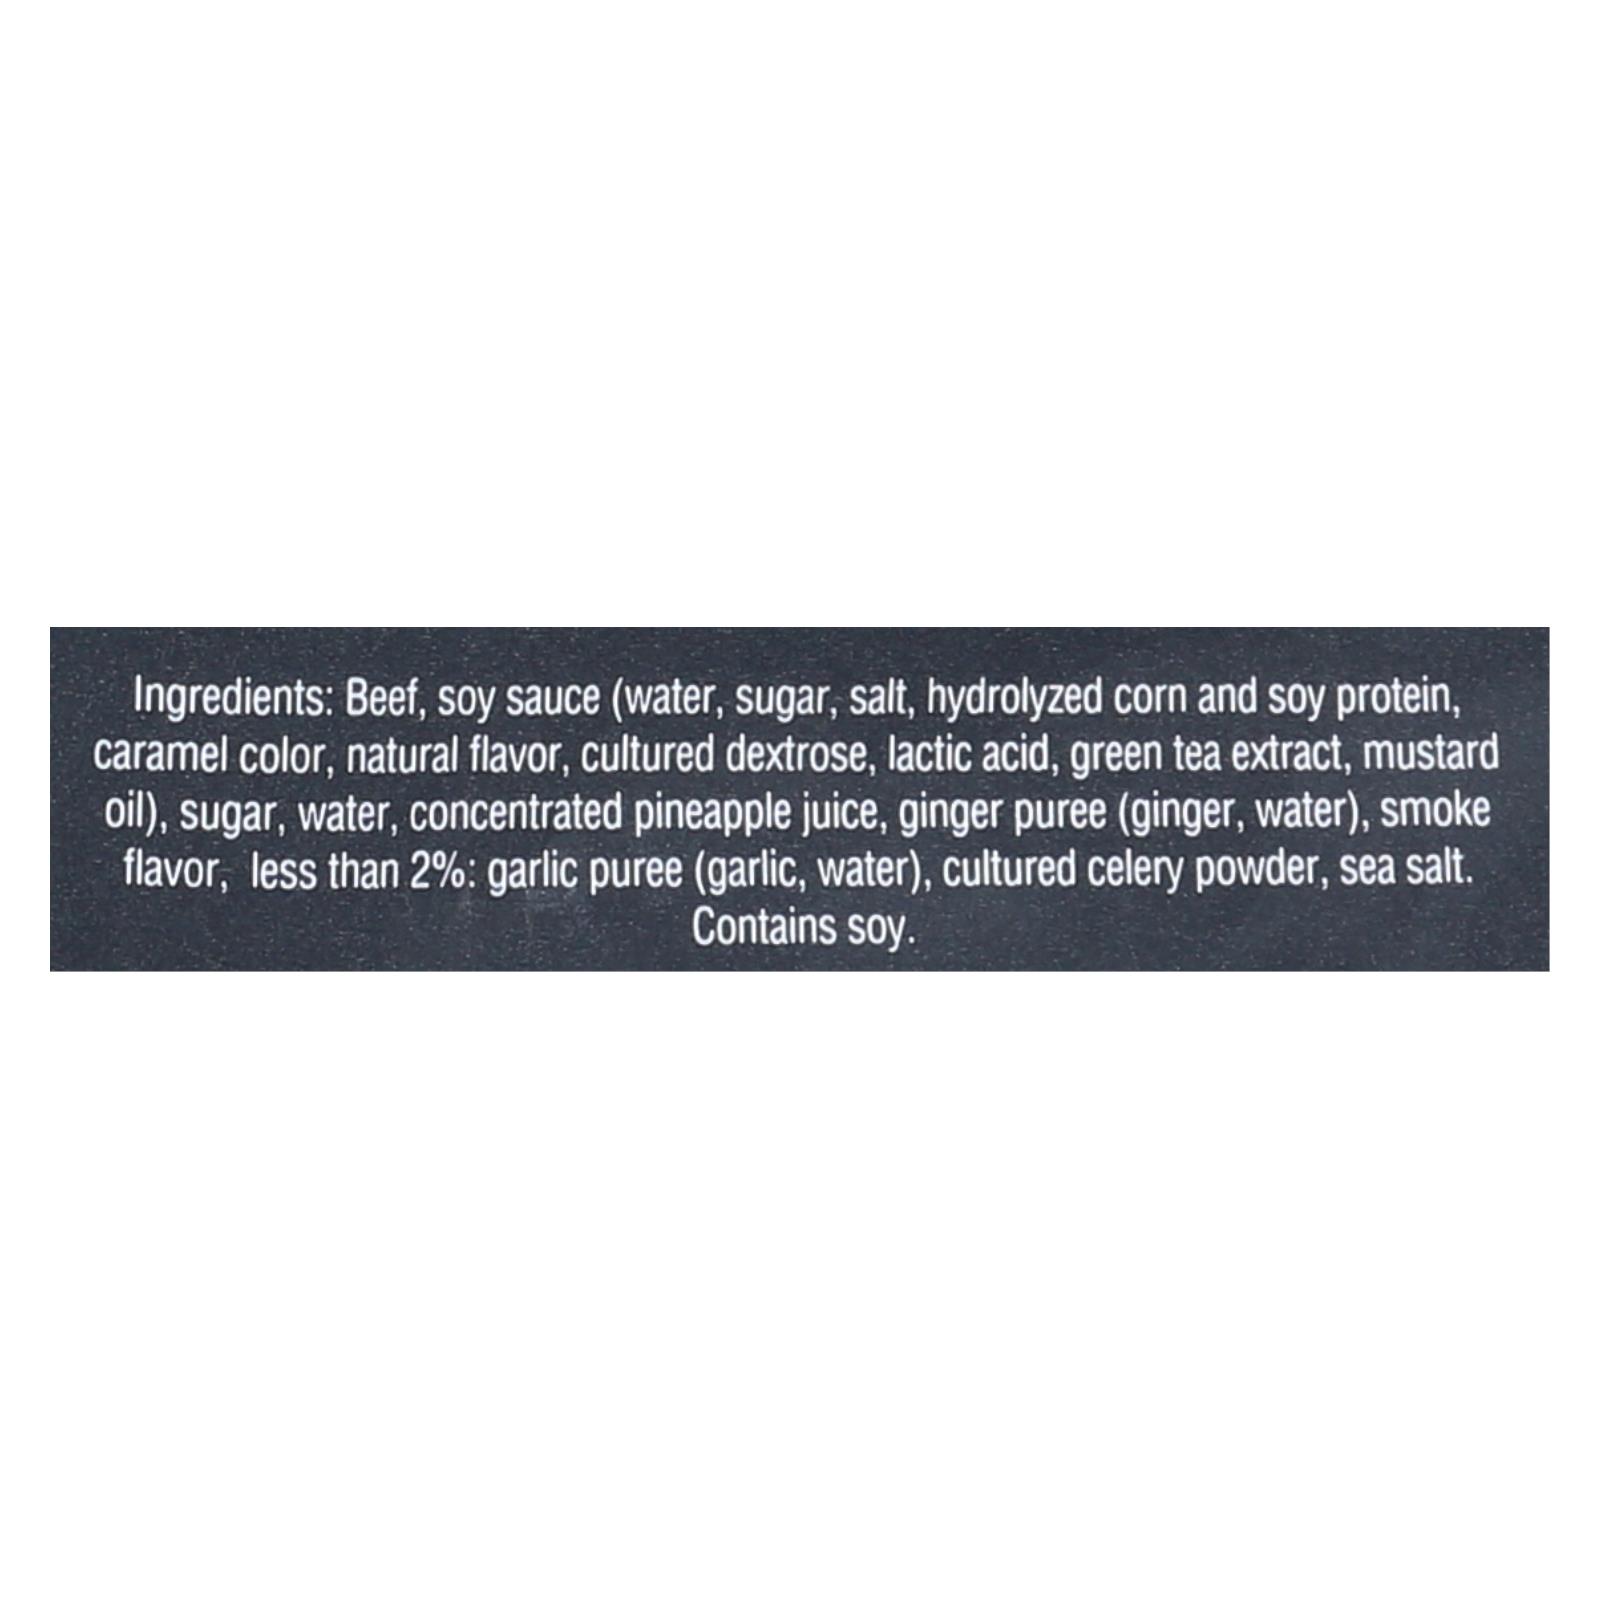 Ingredients: Beef, soy sauce (water, sugar, salt, hydrolyzed corn and soy protein,
caramel color, natural flavor, cultured dextrose, lactic acid, green tea extract, mustard
oil), sugar, water, concentrated pineapple juice, ginger puree (ginger, water), smoke
flavor,  less than 2%: garlic puree (garlic, water), cultured celery powder, sea salt.
Contains soy.